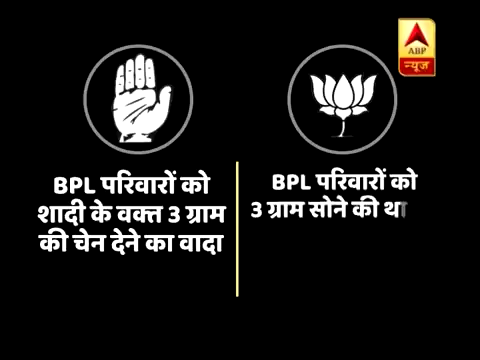 ABP
न्यूज़
BPL परिवारों को
शादी के वक्त 3 ग्राम
की चेन देने का वादा
BPL परिवारों को
3 ग्राम सोने की था